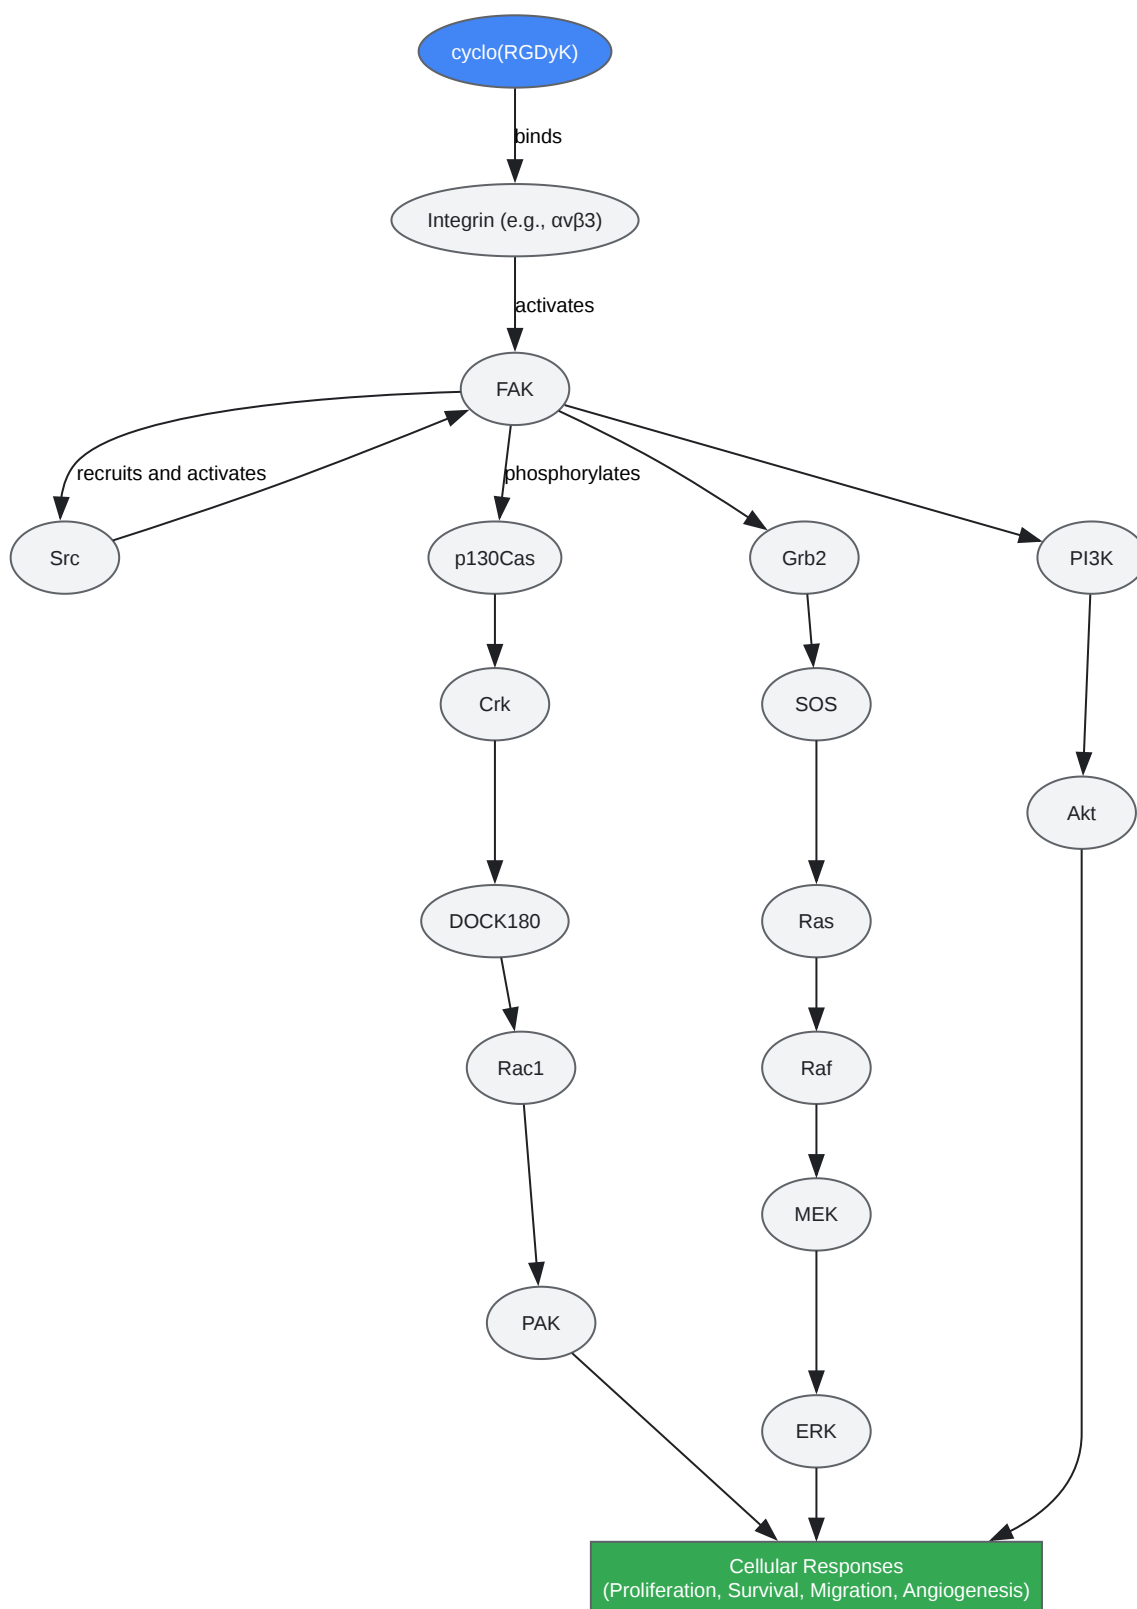 cyclo(RGDyK)
binds
Integrin (e.g., αvβ3)
activates
FAK
recruits and activates
phosphorylates
Src
p130Cas
Grb2
PI3K
Crk
SOS
Akt
DOCK180
Ras
Rac1
Raf
MEK
PAK
ERK
Cellular Responses
(Proliferation, Survival, Migration, Angiogenesis)